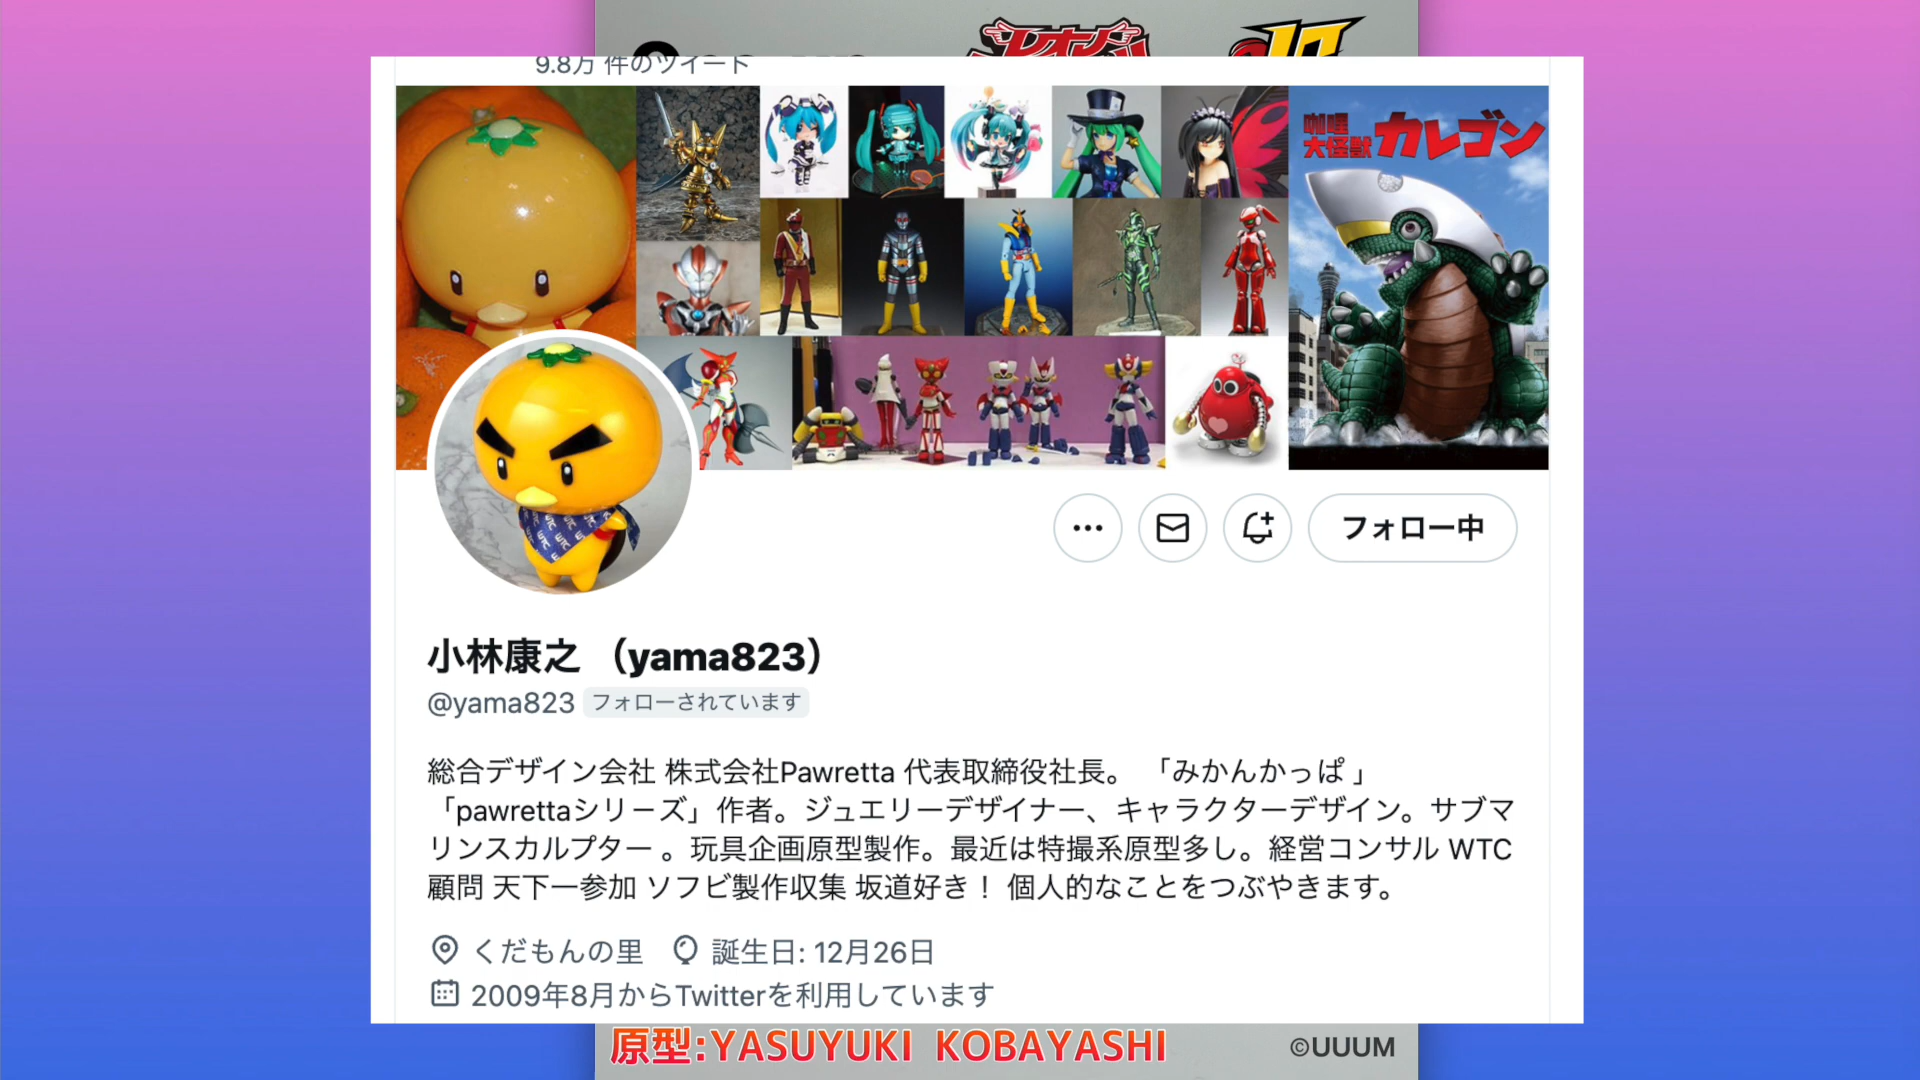 9.8万 件のツイート
咖喱
大怪獣
カレゴン
フォロー中
小林康之 （yama823）
@yama823 フォローされています
総合デザイン会社 株式会社Pawretta 代表取締役社長。 「みかんかっぱ 」
「pawrettaシリーズ」作者。ジュエリーデザイナー、キャラクターデザイン。サブマ
リンスカルプター 。玩具企画原型製作。最近は特撮系原型多し。経営コンサル WTC
顧問 天下一参加 ソフビ製作収集 坂道好き！ 個人的なことをつぶやきます。
くだもんの里 誕生日: 12月26日
2009年8月からTwitterを利用しています
原型:YASUYUKI KOBAYASHI
©UUUM